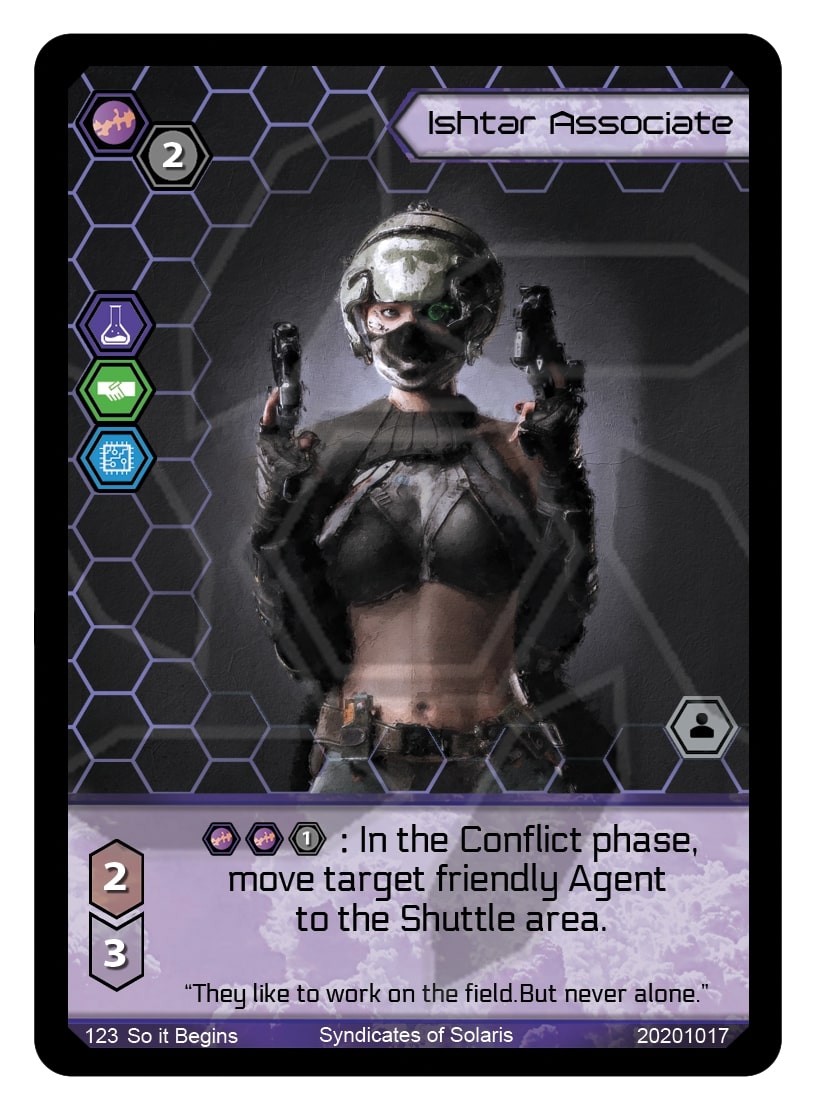 Ishtar Associate
2
1 : In the Conflict phase,
move target friendly Agent
to the Shuttle area.
2
3
“They like to work on the field.But never alone.”
123 So it Begins Syndicates of Solaris 20201017